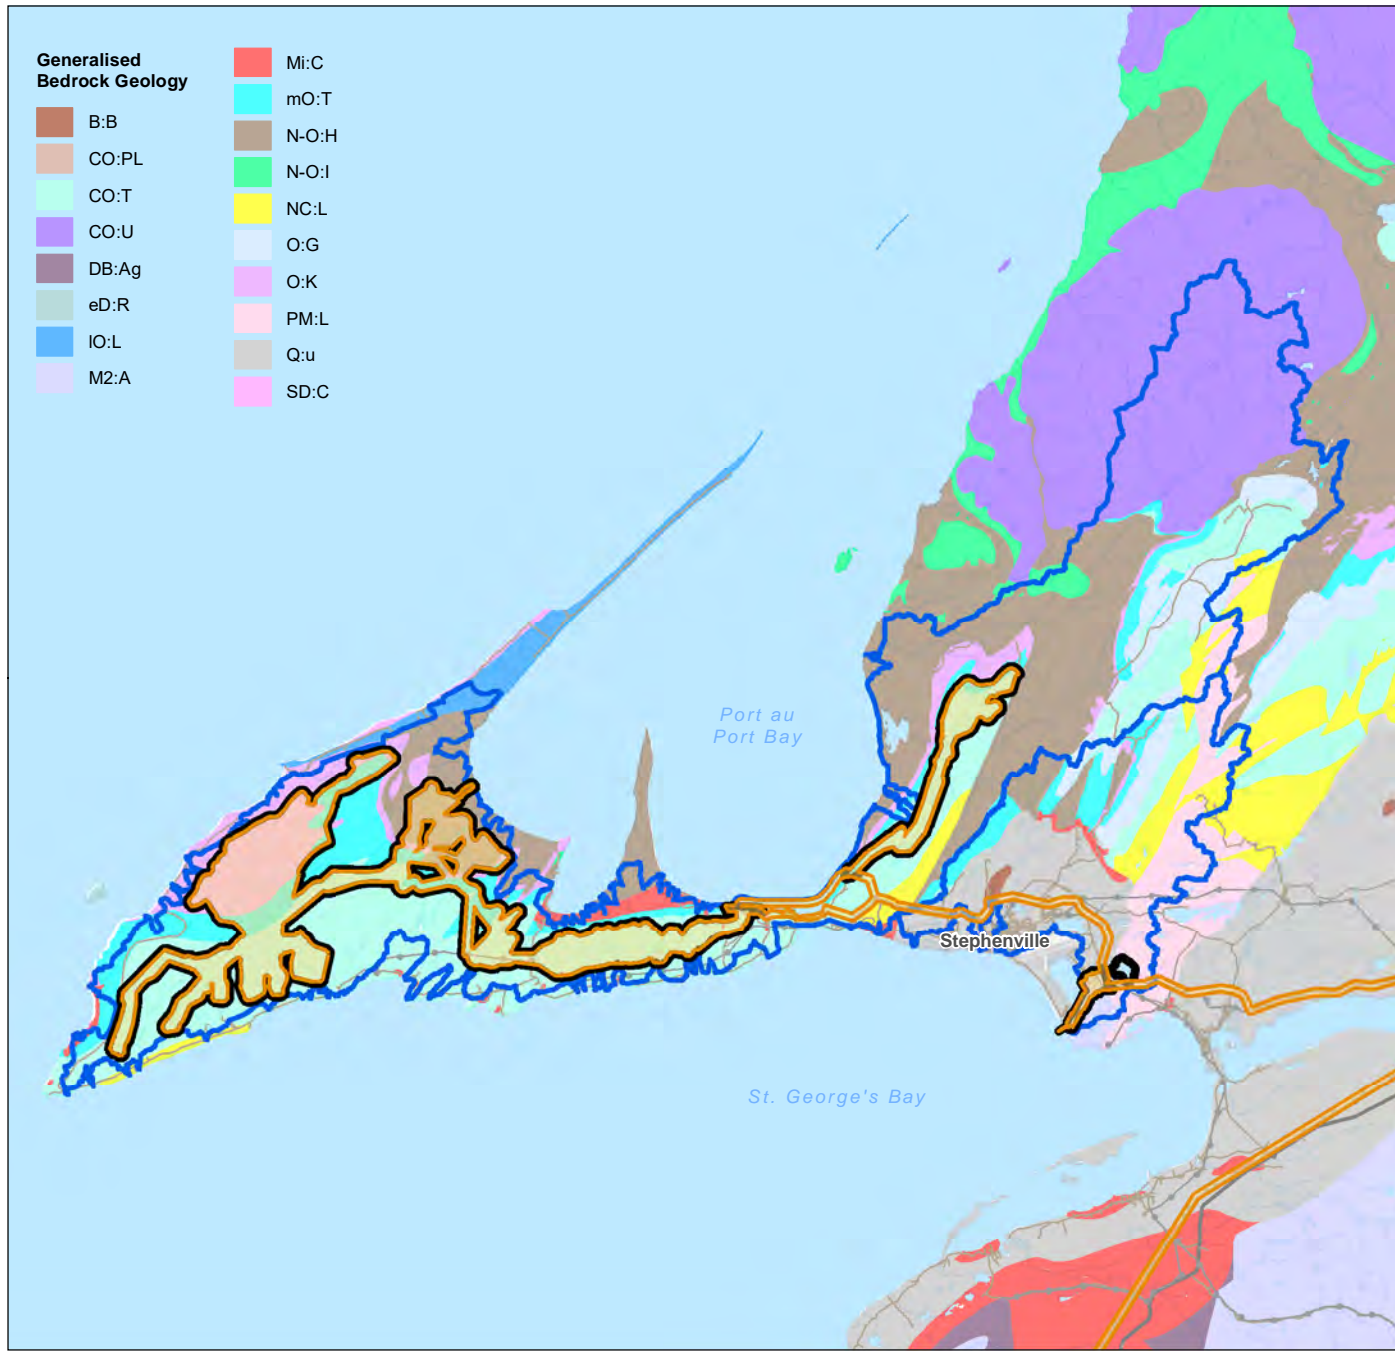 Generalised
Bedrock Geology
B:B
CO:PL
CO:T
CO:U
DB:Ag
eD:R
lO:L
M2:A
Mi:C
mO:T
N-O:H
N-O:I
NC:L
O:G
O:K
PM:L
Q:u
SD:C
Port au
Port Bay
Stephenville
St. George's Bay